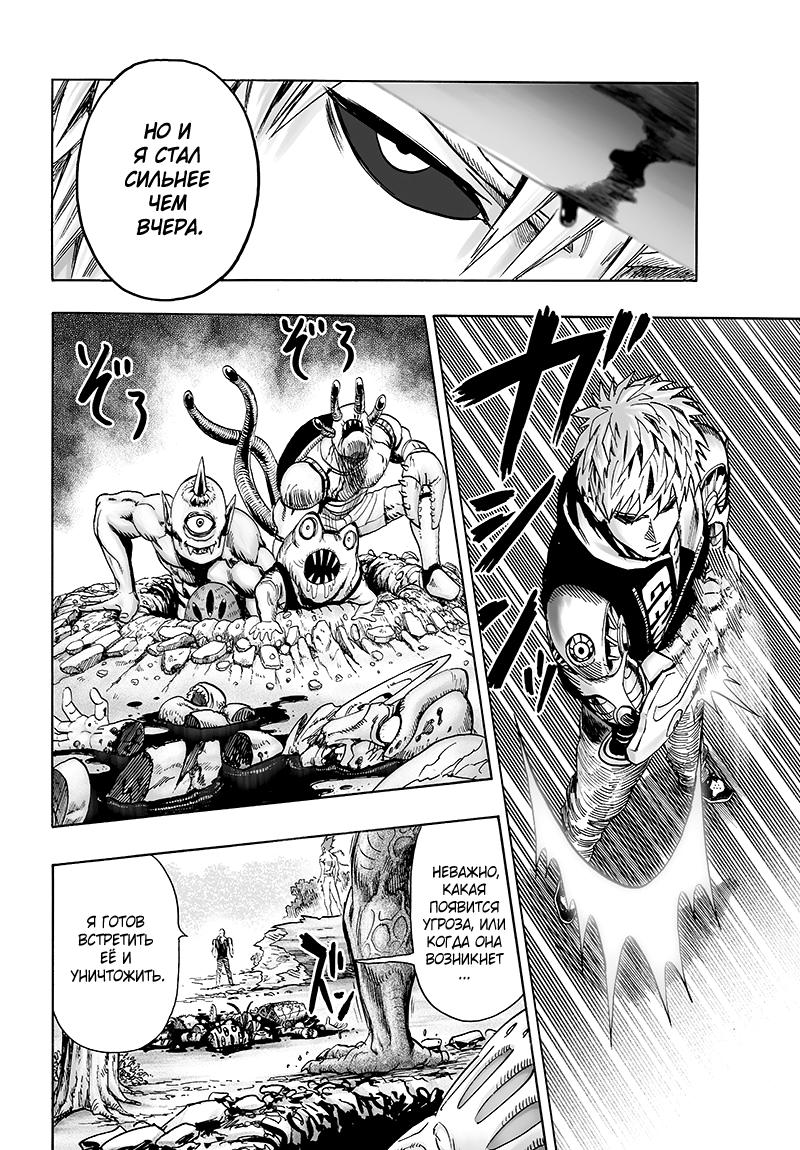 НО И
Я СТАЛ
СИЛЬНЕЕ
ЧЕМ
ВЧЕРА.
ガシャ
ぞろ
ぞろ
НЕВАЖНО,
КАКАЯ
ПОЯВИТСЯ
УГРОЗА, ИЛИ
КОГДА ОНА
ВОЗНИКНЕТ
...
Я ГОТОВ
ВСТРЕТИТЬ
ЕЁ И
УНИЧТОЖИТЬ.
ズン